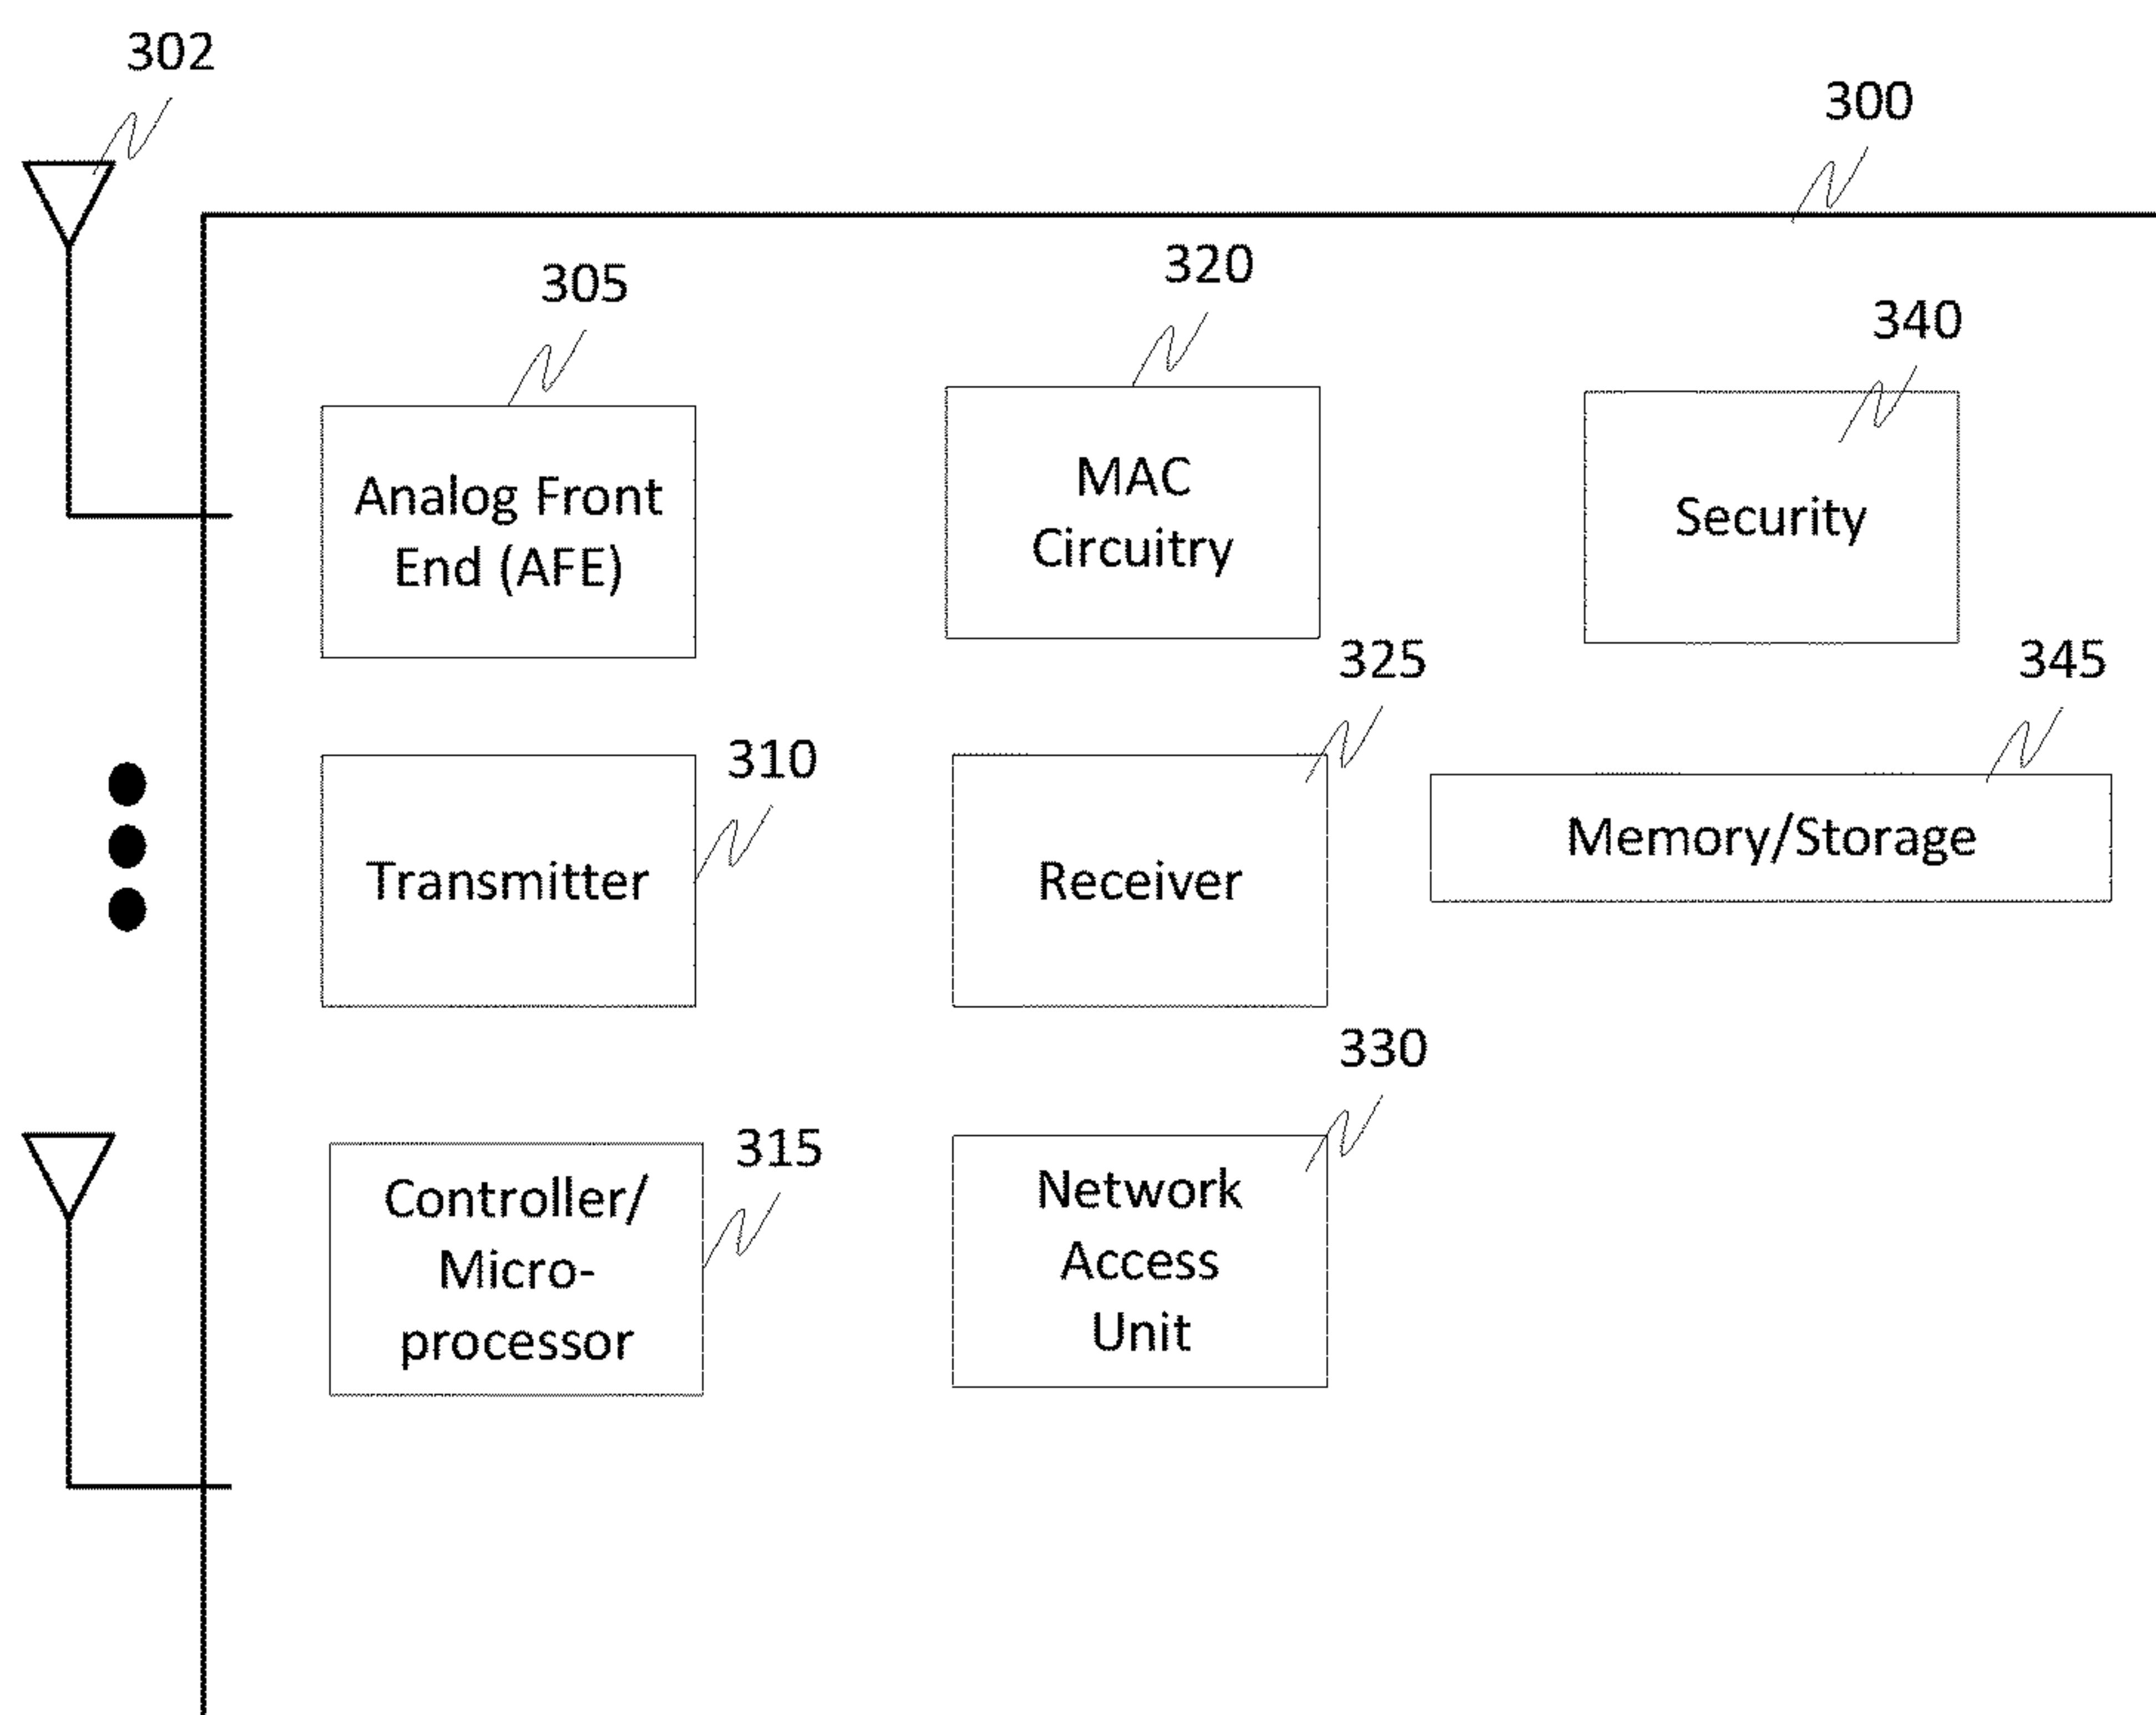 302
300
305
320
340
Analog Front
End (AFE)
MAC
Circuitry
Security
310
325
345
Transmitter
Receiver
Memory/Storage
315
330
Controller/
Micro-
processor
Network
Access
Unit